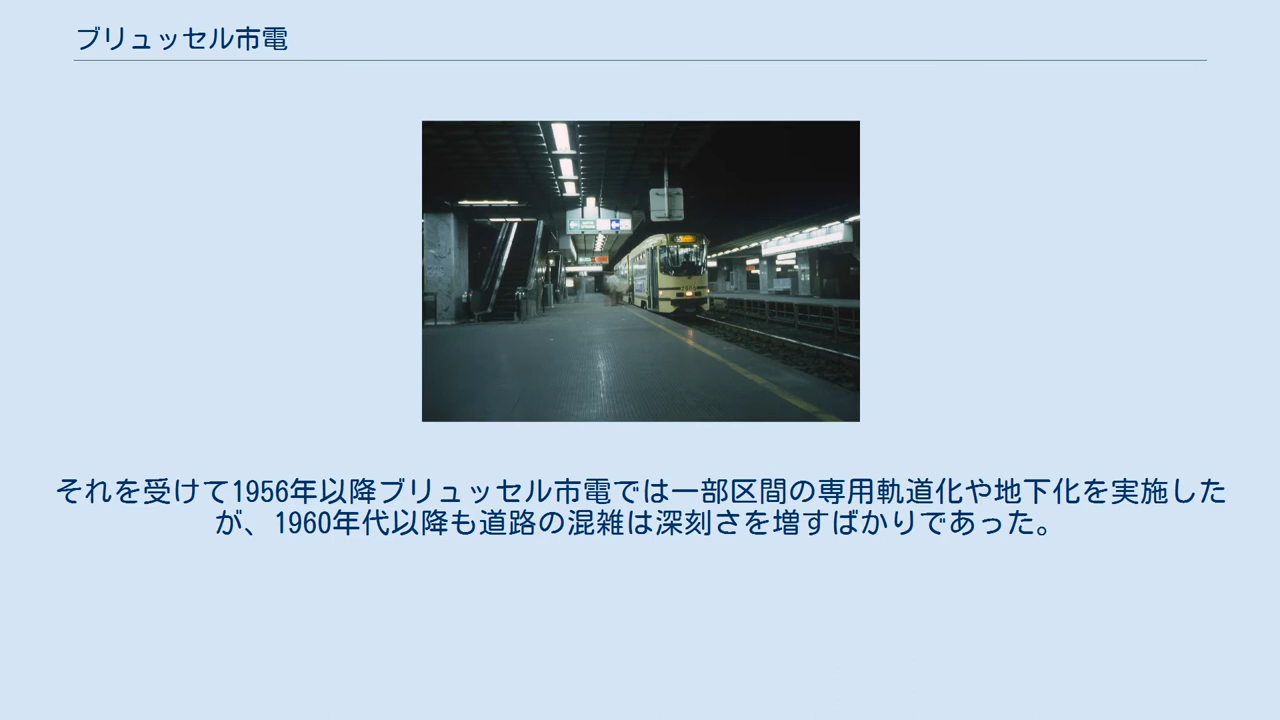 ブリュッセル市電
それを受けて1956年以降ブリュッセル市電では一部区間の専用軌道化や地下化を実施した
が、1960年代以降も道路の混雑は深刻さを増すばかりであった。